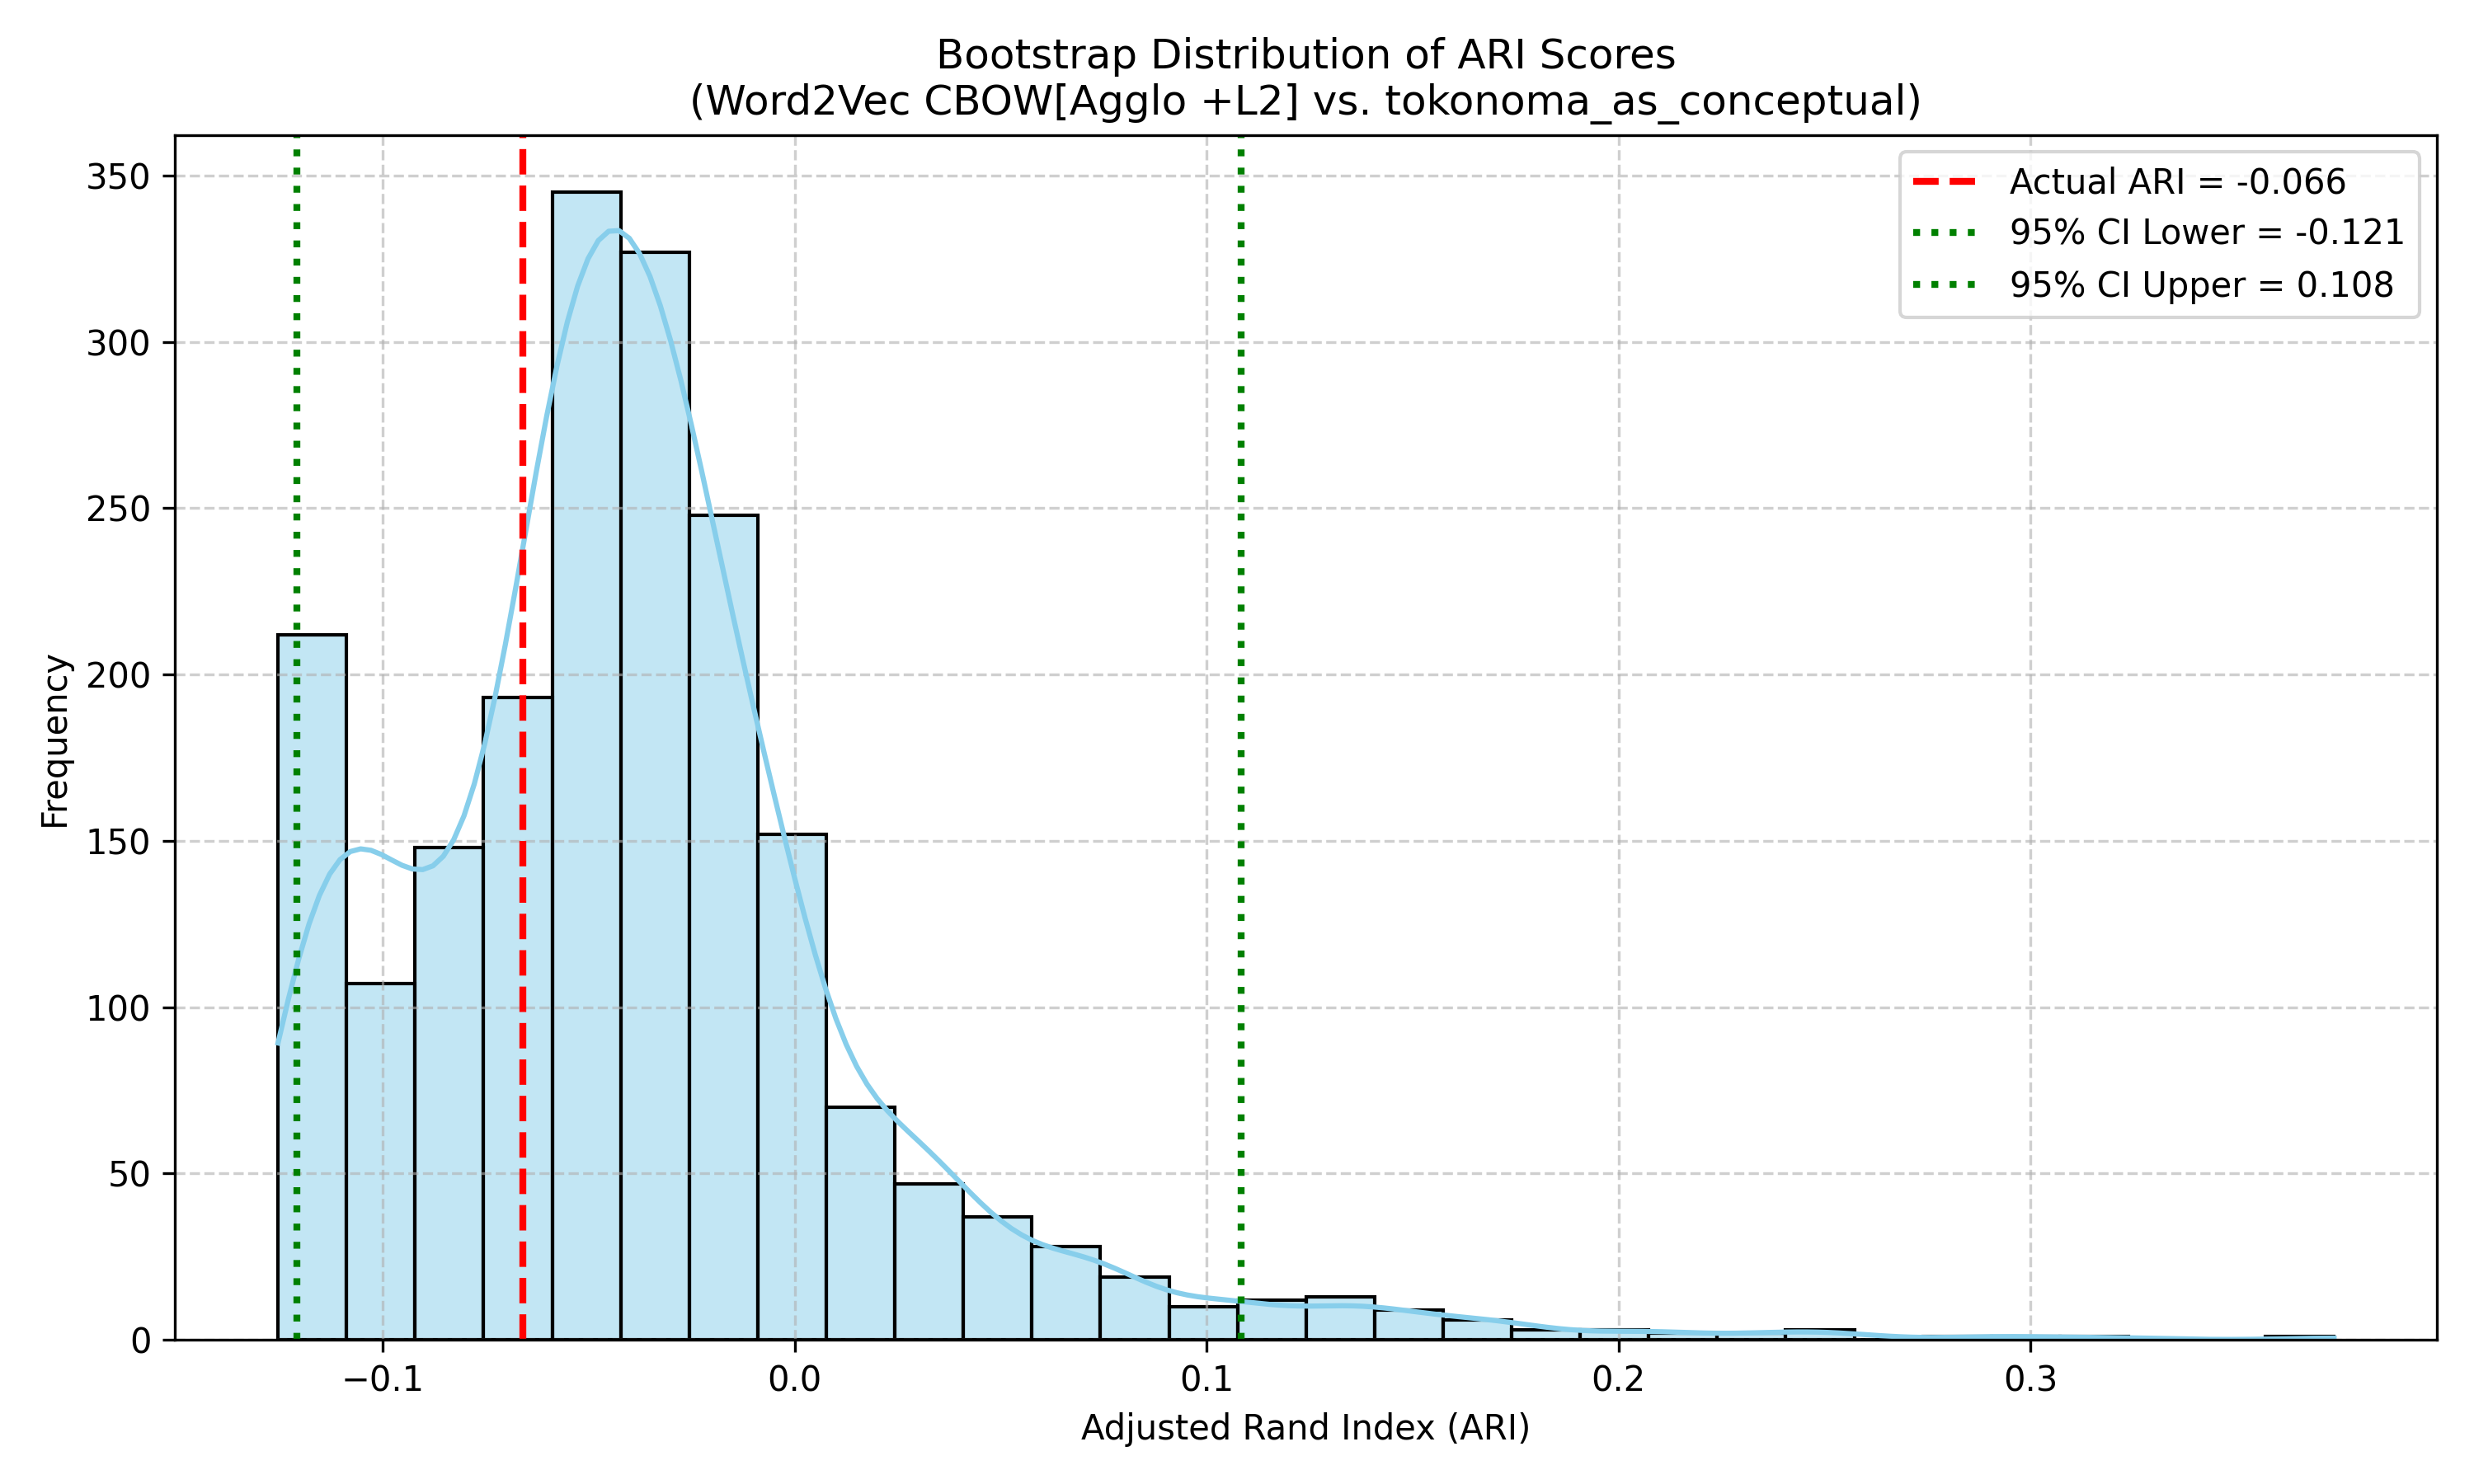 Bootstrap Distribution of ARI Scores
(Word2Vec CBOW[Agglo +L2] vs. tokonoma_as_conceptual)
Actual ARI = -0.066
95% CI Lower = -0.121
95% CI Upper = 0.108
Frequency
350
300
250
200
150
100
50
0
−0.1
0.0
0.1
0.2
0.3
Adjusted Rand Index (ARI)